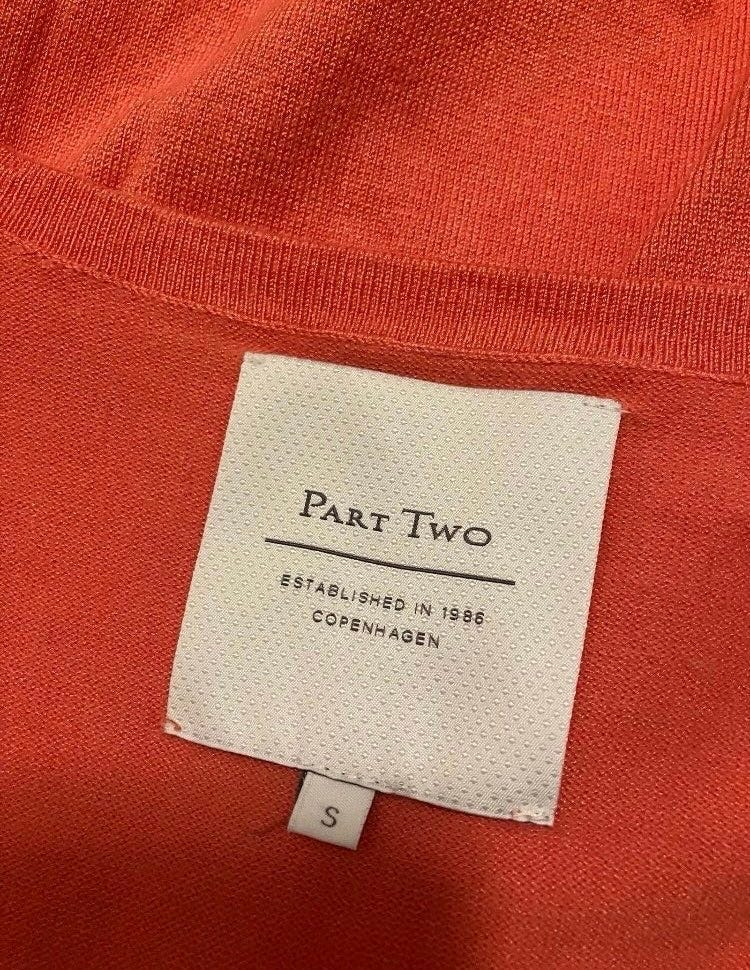 PART TWO
ESTABLISHED IN 1986
COPENHAGEN
S